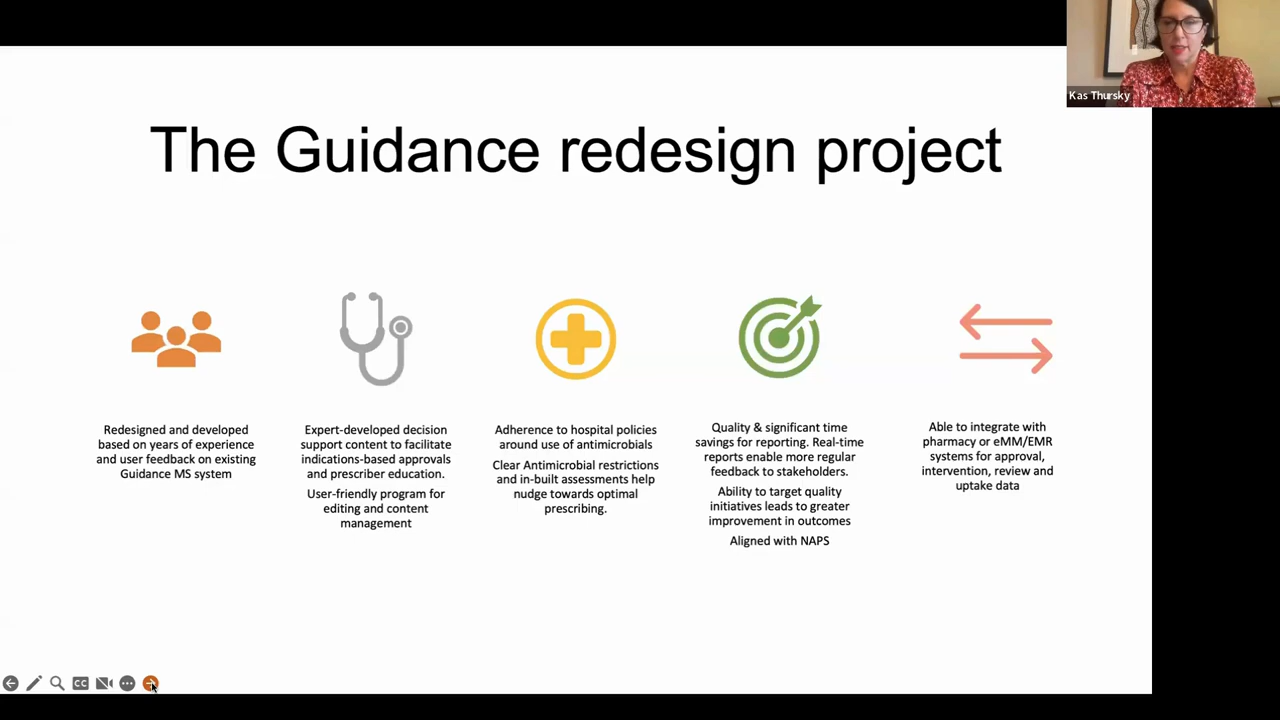 Kas Thursky
The Guidance redesign project
Redesigned and developed
based on years of experience
and user feedback on existing
Guidance MS system
Expert-developed decision
support content to facilitate
indications-based approvals
and prescriber education.
User-friendly program for
editing and content
management
Adherence to hospital policies
around use of antimicrobials
Clear Antimicrobial restrictions
and in-built assessments help
nudge towards optimal
prescribing.
Quality & significant time
savings for reporting. Real-time
reports enable more regular
feedback to stakeholders.
Ability to target quality
initiatives leads to greater
improvement in outcomes
Aligned with NAPS
Able to integrate with
pharmacy or eMM/EMR
systems for approval,
intervention, review and
uptake data
CC